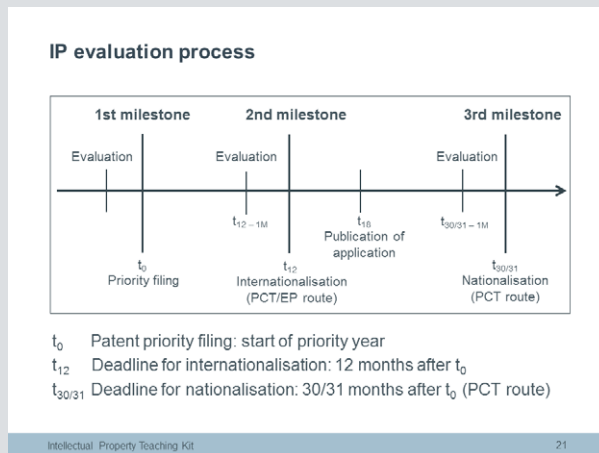 IP evaluation process
1st milestone 2nd milestone 3rd milestone
Evaluation Evaluation Evaluation
t12 – 1M t18 t30/31 – 1M
Publication of
application
t0 t12 t30/31
Priority filing Internationalisation Nationalisation
(PCT/EP route) (PCT route)
t0 Patent priority filing: start of priority year
t12 Deadline for internationalisation: 12 months after t0
t30/31 Deadline for nationalisation: 30/31 months after t0 (PCT route)
Intellectual Property Teaching Kit 21